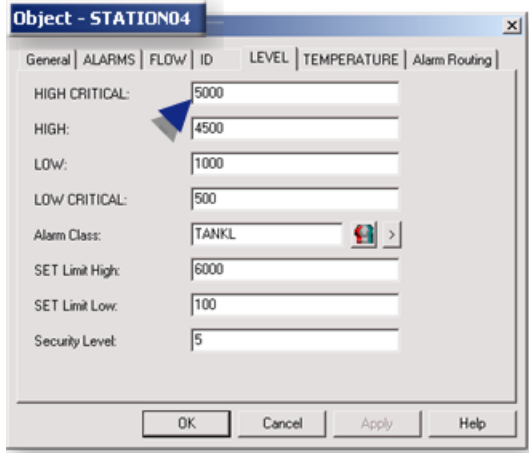 Object - STATION04
General ALARMS FLOW ID LEVEL TEMPERATURE Alarm Routing
HIGH CRITICAL: 5000
HIGH: 4500
LOW: 1000
LOW CRITICAL: 500
Alarm Class: TANKL >
SET Limit High: 6000
SET Limit Low: 100
Security Level: 5
OK Cancel Apply Help